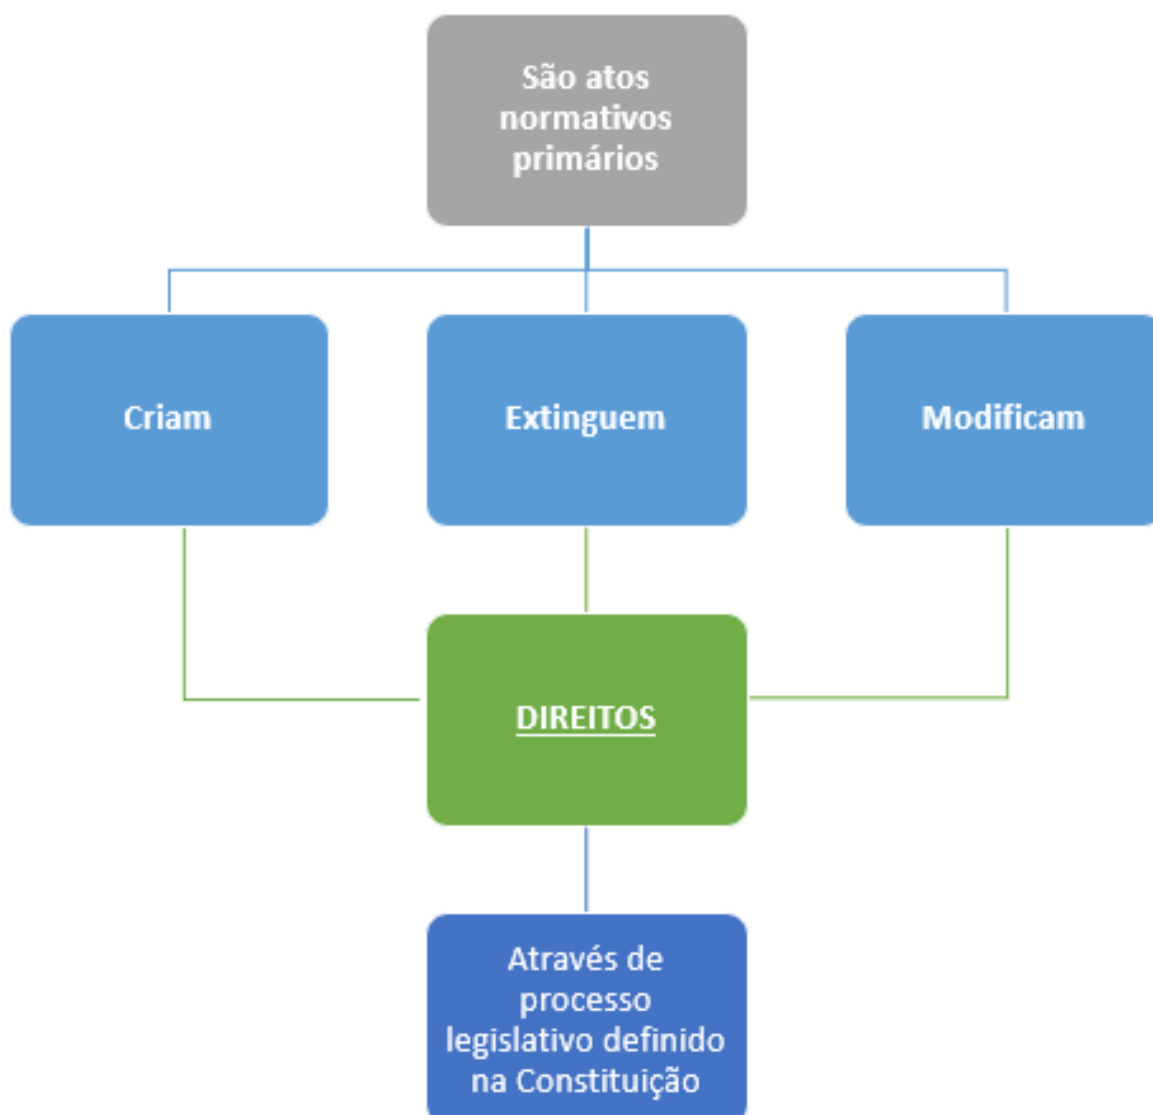 São atos
normativos
primários
Criam
Extinguem
Modificam
DIREITOS
Através de
processo
legislativo definido
na Constituição